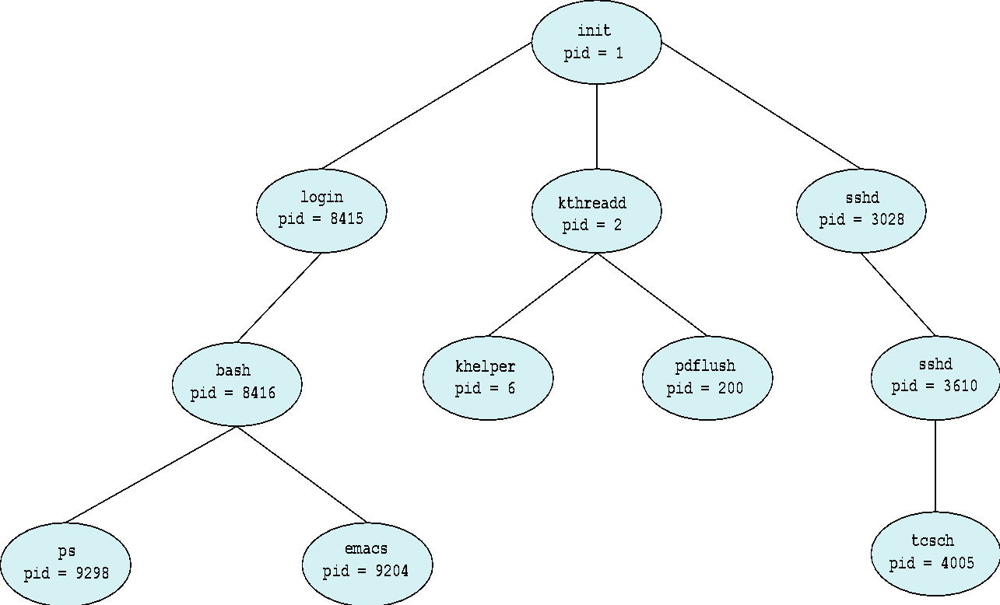 init
pid = 1
login
pid = 8415
kthreadd
pid = 2
sshd
pid = 3028
bash
pid = 8416
khelper
pid = 6
pdflush
pid = 200
sshd
pid = 3610
ps
pid = 9298
emacs
pid = 9204
tcsch
pid = 4005